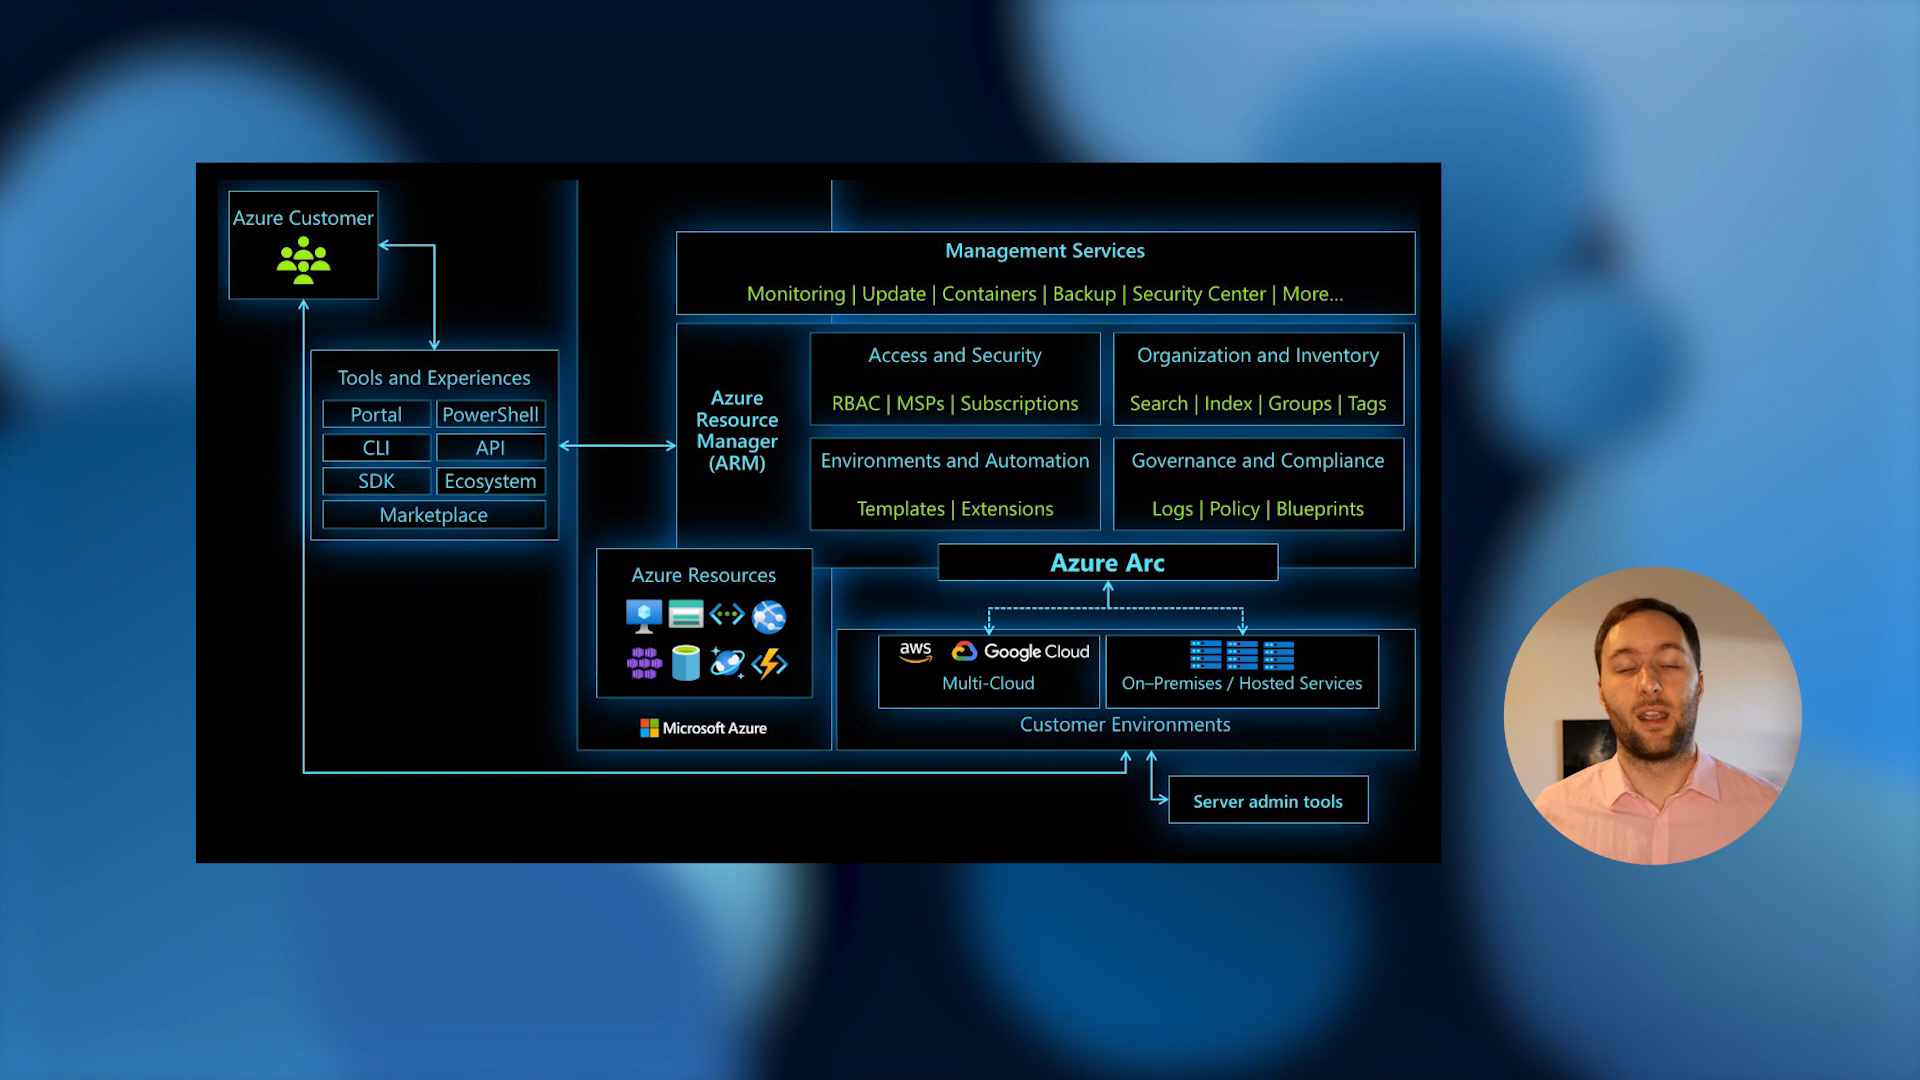 Azure Customer
Tools and Experiences
Portal
PowerShell
CLI
API
SDK
Ecosystem
Marketplace
Management Services
Monitoring | Update | Containers | Backup | Security Center | More...
Azure
Resource
Manager
(ARM)
Access and Security
RBAC | MSPs | Subscriptions
Organization and Inventory
Search | Index | Groups | Tags
Environments and Automation
Templates | Extensions
Governance and Compliance
Logs | Policy | Blueprints
Azure Arc
Azure Resources
Microsoft Azure
aws
Google Cloud
Multi-Cloud
On–Premises / Hosted Services
Customer Environments
Server admin tools